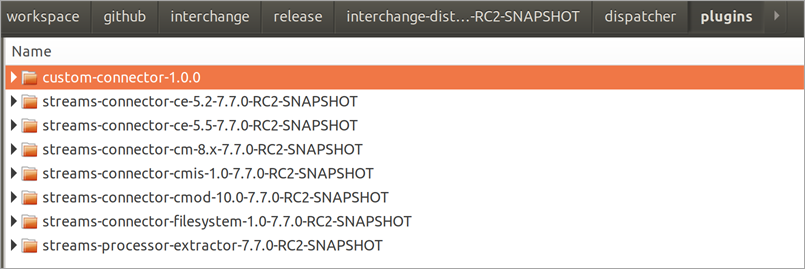 workspace github interchange release interchange-dist…-RC2-SNAPSHOT dispatcher plugins
Name
custom-connector-1.0.0
streams-connector-ce-5.2-7.7.0-RC2-SNAPSHOT
streams-connector-ce-5.5-7.7.0-RC2-SNAPSHOT
streams-connector-cm-8.x-7.7.0-RC2-SNAPSHOT
streams-connector-cmis-1.0-7.7.0-RC2-SNAPSHOT
streams-connector-cmod-10.0-7.7.0-RC2-SNAPSHOT
streams-connector-filesystem-1.0-7.7.0-RC2-SNAPSHOT
streams-processor-extractor-7.7.0-RC2-SNAPSHOT